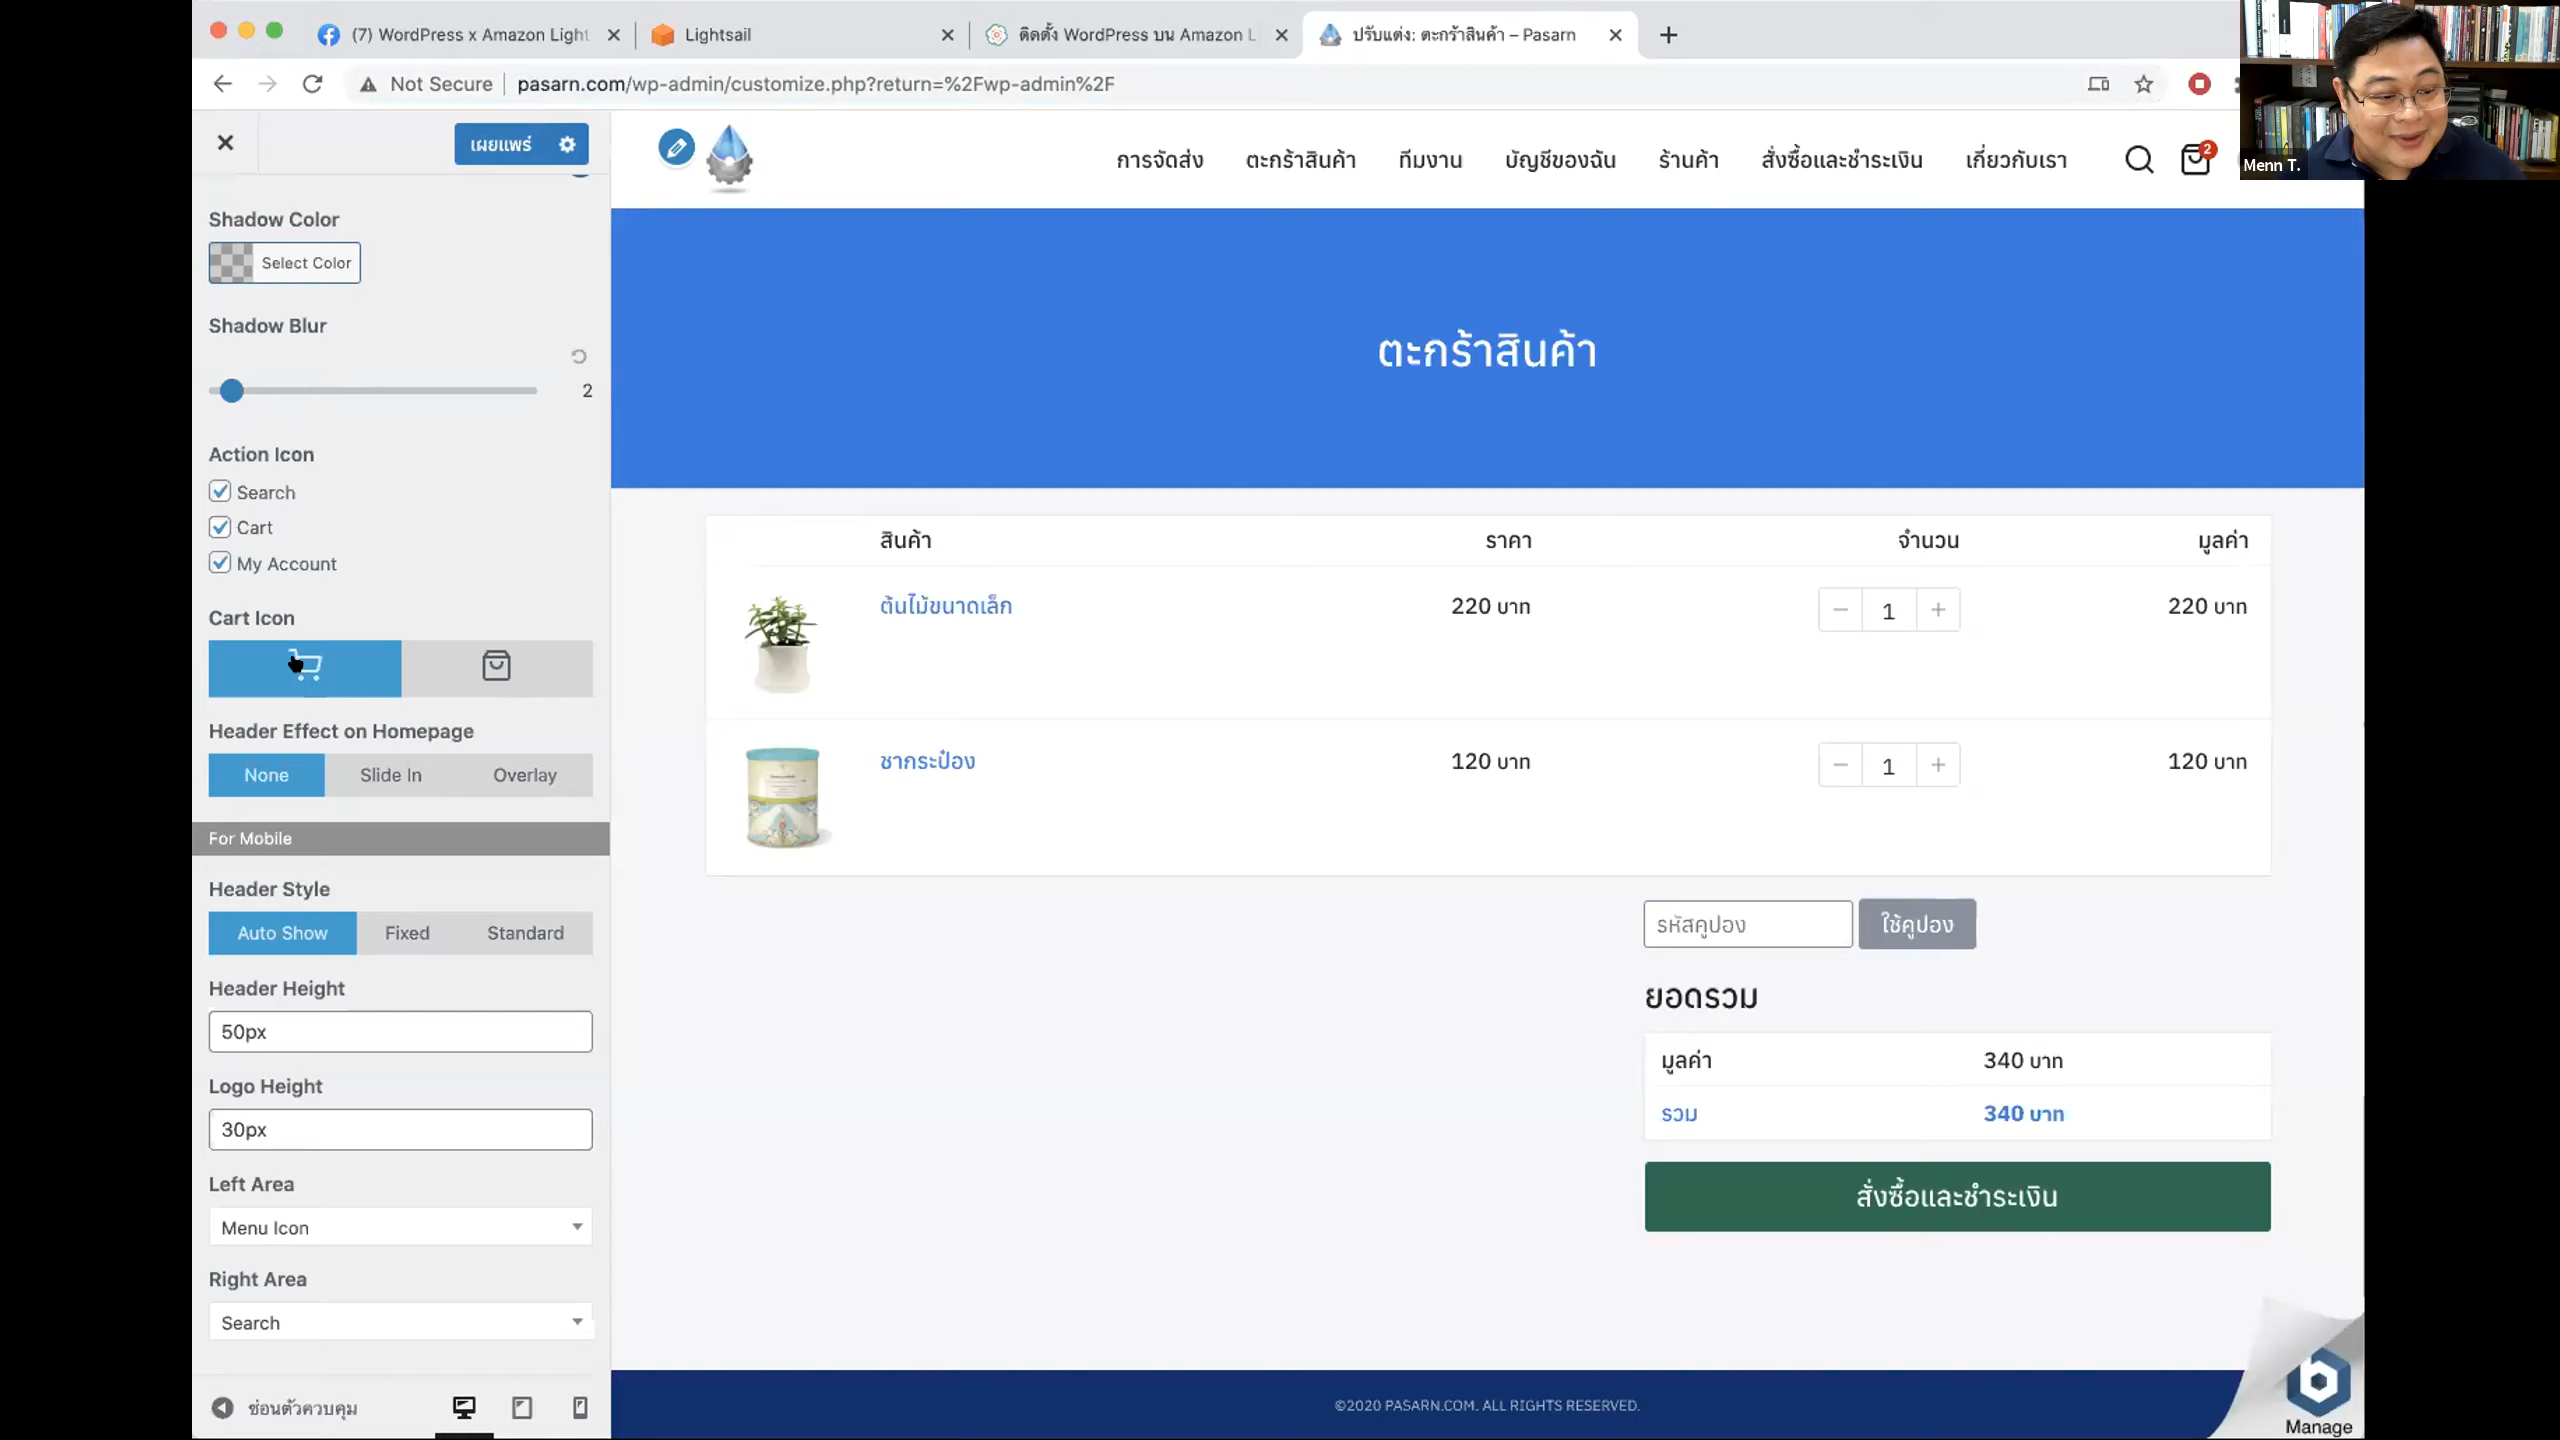 (7) WordPress x Amazon Light
Lightsail
ติดตั้ง WordPress บน Amazon L
ปรับแต่ง: ตะกร้าสินค้า – Pasarn
Not Secure
pasarn.com/wp-admin/customize.php?return=%2Fwp-admin%2F
Menn T.
เผยแพร่
การจัดส่ง
ตะกร้าสินค้า
ทีมงาน
บัญชีของฉัน
ร้านค้า
สั่งซื้อและชำระเงิน
เกี่ยวกับเรา
2
Shadow Color
Select Color
Shadow Blur
2
Action Icon
Search
Cart
My Account
Cart Icon
Header Effect on Homepage
None
Slide In
Overlay
For Mobile
Header Style
Auto Show
Fixed
Standard
Header Height
50px
Logo Height
30px
Left Area
Menu Icon
Right Area
Search
ซ่อนตัวควบคุม
ตะกร้าสินค้า
สินค้า ราคา จำนวน มูลค่า
ต้นไม้ขนาดเล็ก 220 บาท 1 220 บาท
ชากระป๋อง 120 บาท 1 120 บาท
รหัสคูปอง
ใช้คูปอง
ยอดรวม
มูลค่า 340 บาท
รวม 340 บาท
สั่งซื้อและชำระเงิน
©2020 PASARN.COM. ALL RIGHTS RESERVED.
Manage